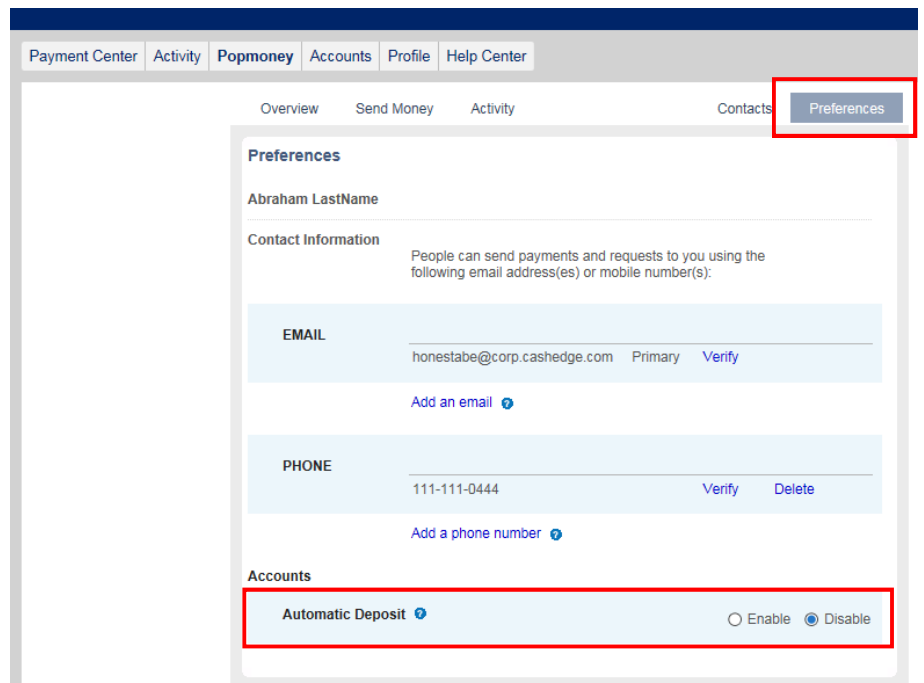 Payment Center Activity Popmoney Accounts Profile Help Center
Overview Send Money Activity Contacts Preferences
Preferences
Abraham LastName
Contact Information
People can send payments and requests to you using the
following email address(es) or mobile number(s):
EMAIL
honestabe@corp.cashedge.com Primary Verify
Add an email ?
PHONE
111-111-0444 Verify Delete
Add a phone number ?
Accounts
Automatic Deposit ? Enable Disable